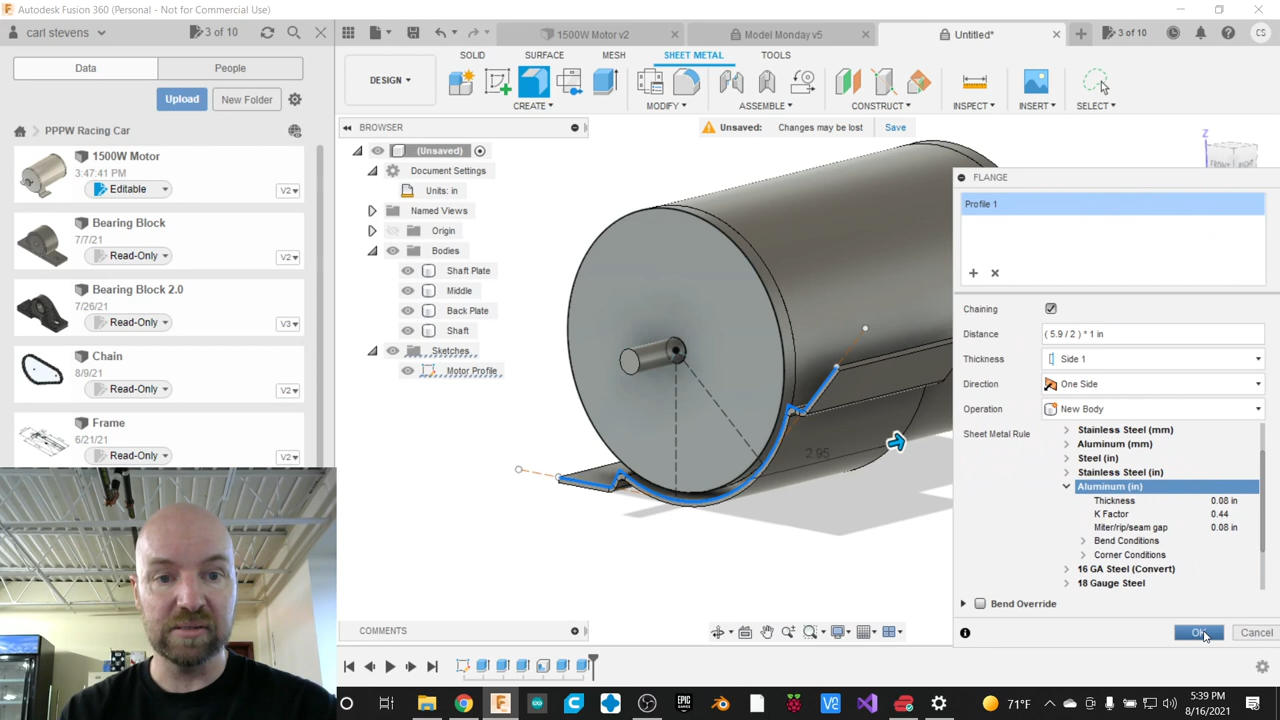 Autodesk Fusion 360 (Personal - Not for Commercial Use)
carl stevens
3 of 10
1500W Motor v2
Model Monday v5
Untitled*
3 of 10
CS
Data
People
Upload
New Folder
PPPW Racing Car
1500W Motor
3:47:41 PM
Editable
V2
Bearing Block
7/7/21
Read-Only
V2
Bearing Block 2.0
7/26/21
Read-Only
V3
Chain
8/9/21
Read-Only
V2
Frame
6/21/21
Read-Only
V2
DESIGN
SOLID
SURFACE
MESH
SHEET METAL
TOOLS
CREATE
MODIFY
ASSEMBLE
CONSTRUCT
INSPECT
INSERT
SELECT
BROWSER
(Unsaved)
Document Settings
Units: in
Named Views
Origin
Bodies
Shaft Plate
Middle
Back Plate
Shaft
Sketches
Motor Profile
Unsaved:
Changes may be lost
Save
Z
FRONT
RIGHT
2.95
FLANGE
Profile 1
Chaining
Distance
( 5.9 / 2 ) * 1 in
Thickness
Side 1
Direction
One Side
Operation
New Body
Sheet Metal Rule
Stainless Steel (mm)
Aluminum (mm)
Steel (in)
Stainless Steel (in)
Aluminum (in)
Thickness 0.08 in
K Factor 0.44
Miter/rip/seam gap 0.08 in
Bend Conditions
Corner Conditions
16 GA Steel (Convert)
18 Gauge Steel
Bend Override
OK
Cancel
COMMENTS
EPIC GAMES
71°F
5:39 PM
8/16/2021